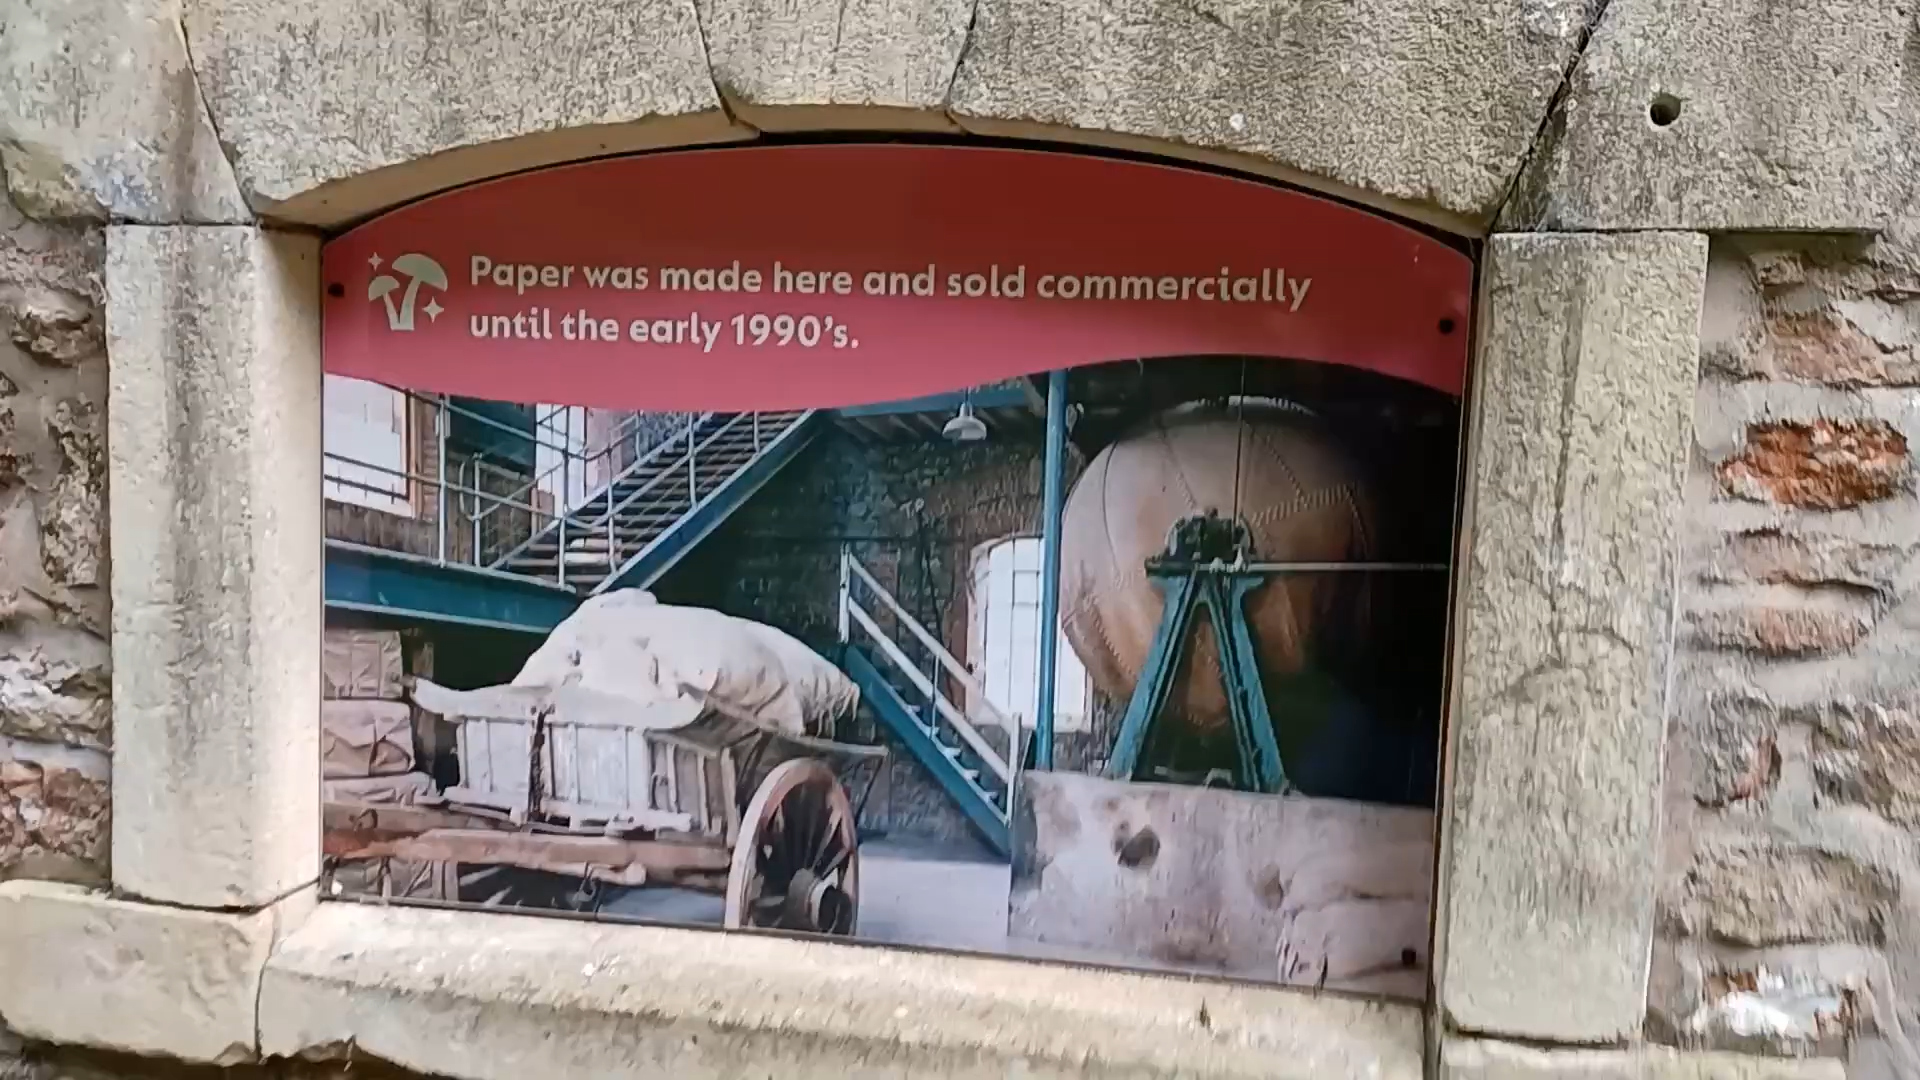 Paper was made here and sold commercially
until the early 1990's.